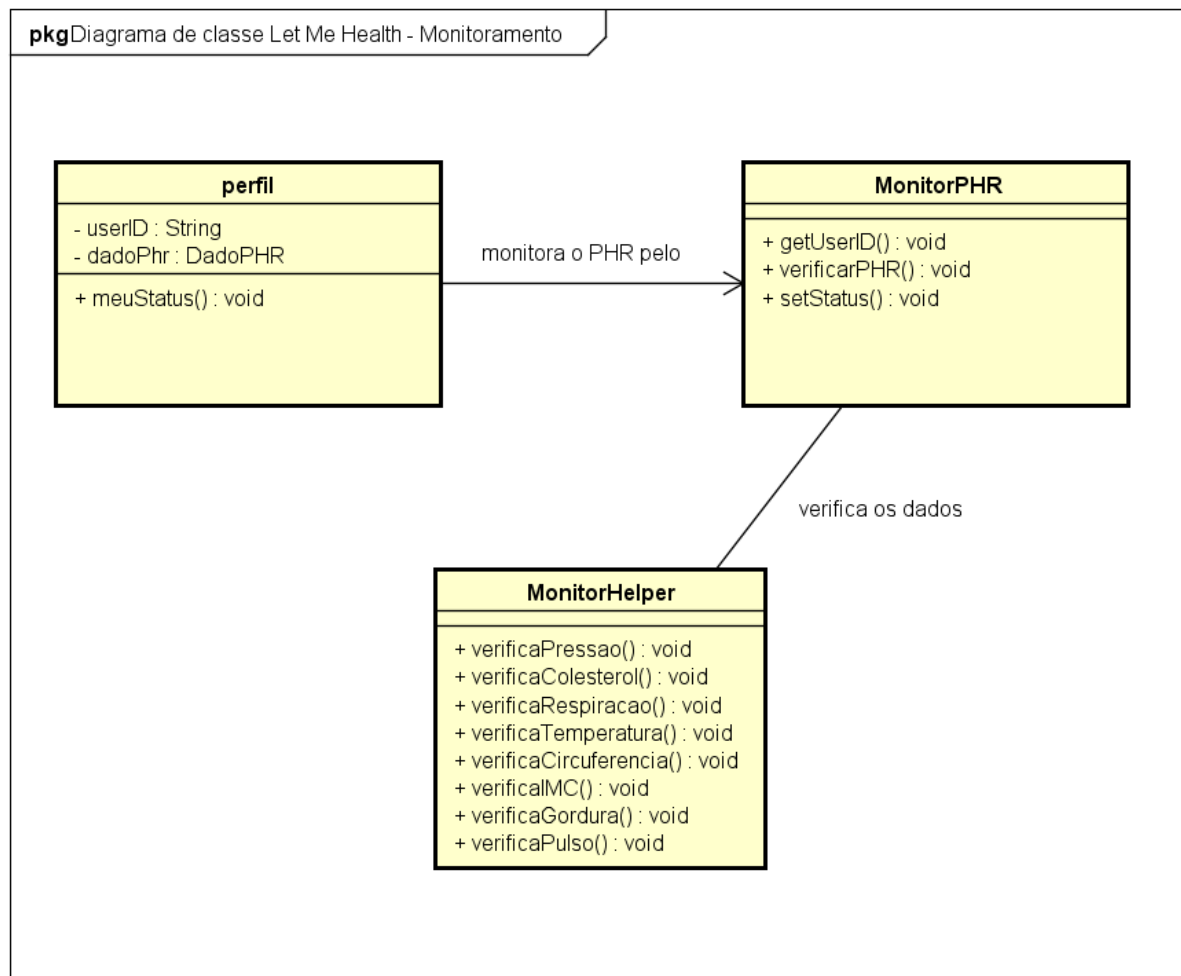 pkgDiagrama de classe Let Me Health - Monitoramento
perfil
- userID : String
- dadoPhr : DadoPHR
+ meuStatus() : void
monitora o PHR pelo
MonitorPHR
+ getUserID() : void
+ verificarPHR() : void
+ setStatus() : void
verifica os dados
MonitorHelper
+ verificaPressao() : void
+ verificaColesterol() : void
+ verificaRespiracao() : void
+ verificaTemperatura() : void
+ verificaCircuferencia() : void
+ verificaIMC() : void
+ verificaGordura() : void
+ verificaPulso() : void